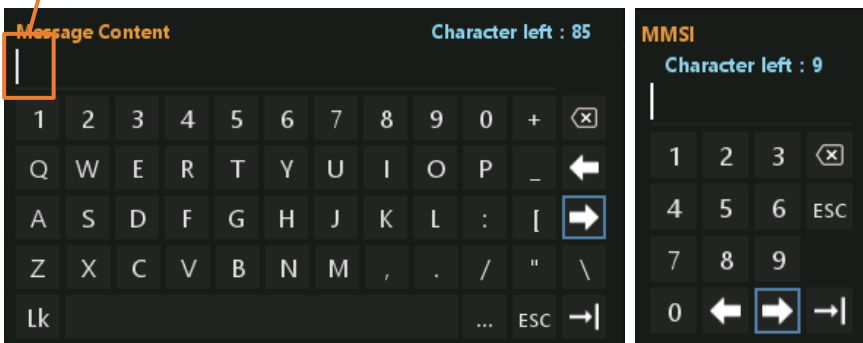 Message Content Character left : 85
1 2 3 4 5 6 7 8 9 0 +
Q W E R T Y U I O P _
A S D F G H J K L : [
Z X C V B N M , . / " \
Lk ... ESC
MMSI
Character left : 9
1 2 3
4 5 6 ESC
7 8 9
0